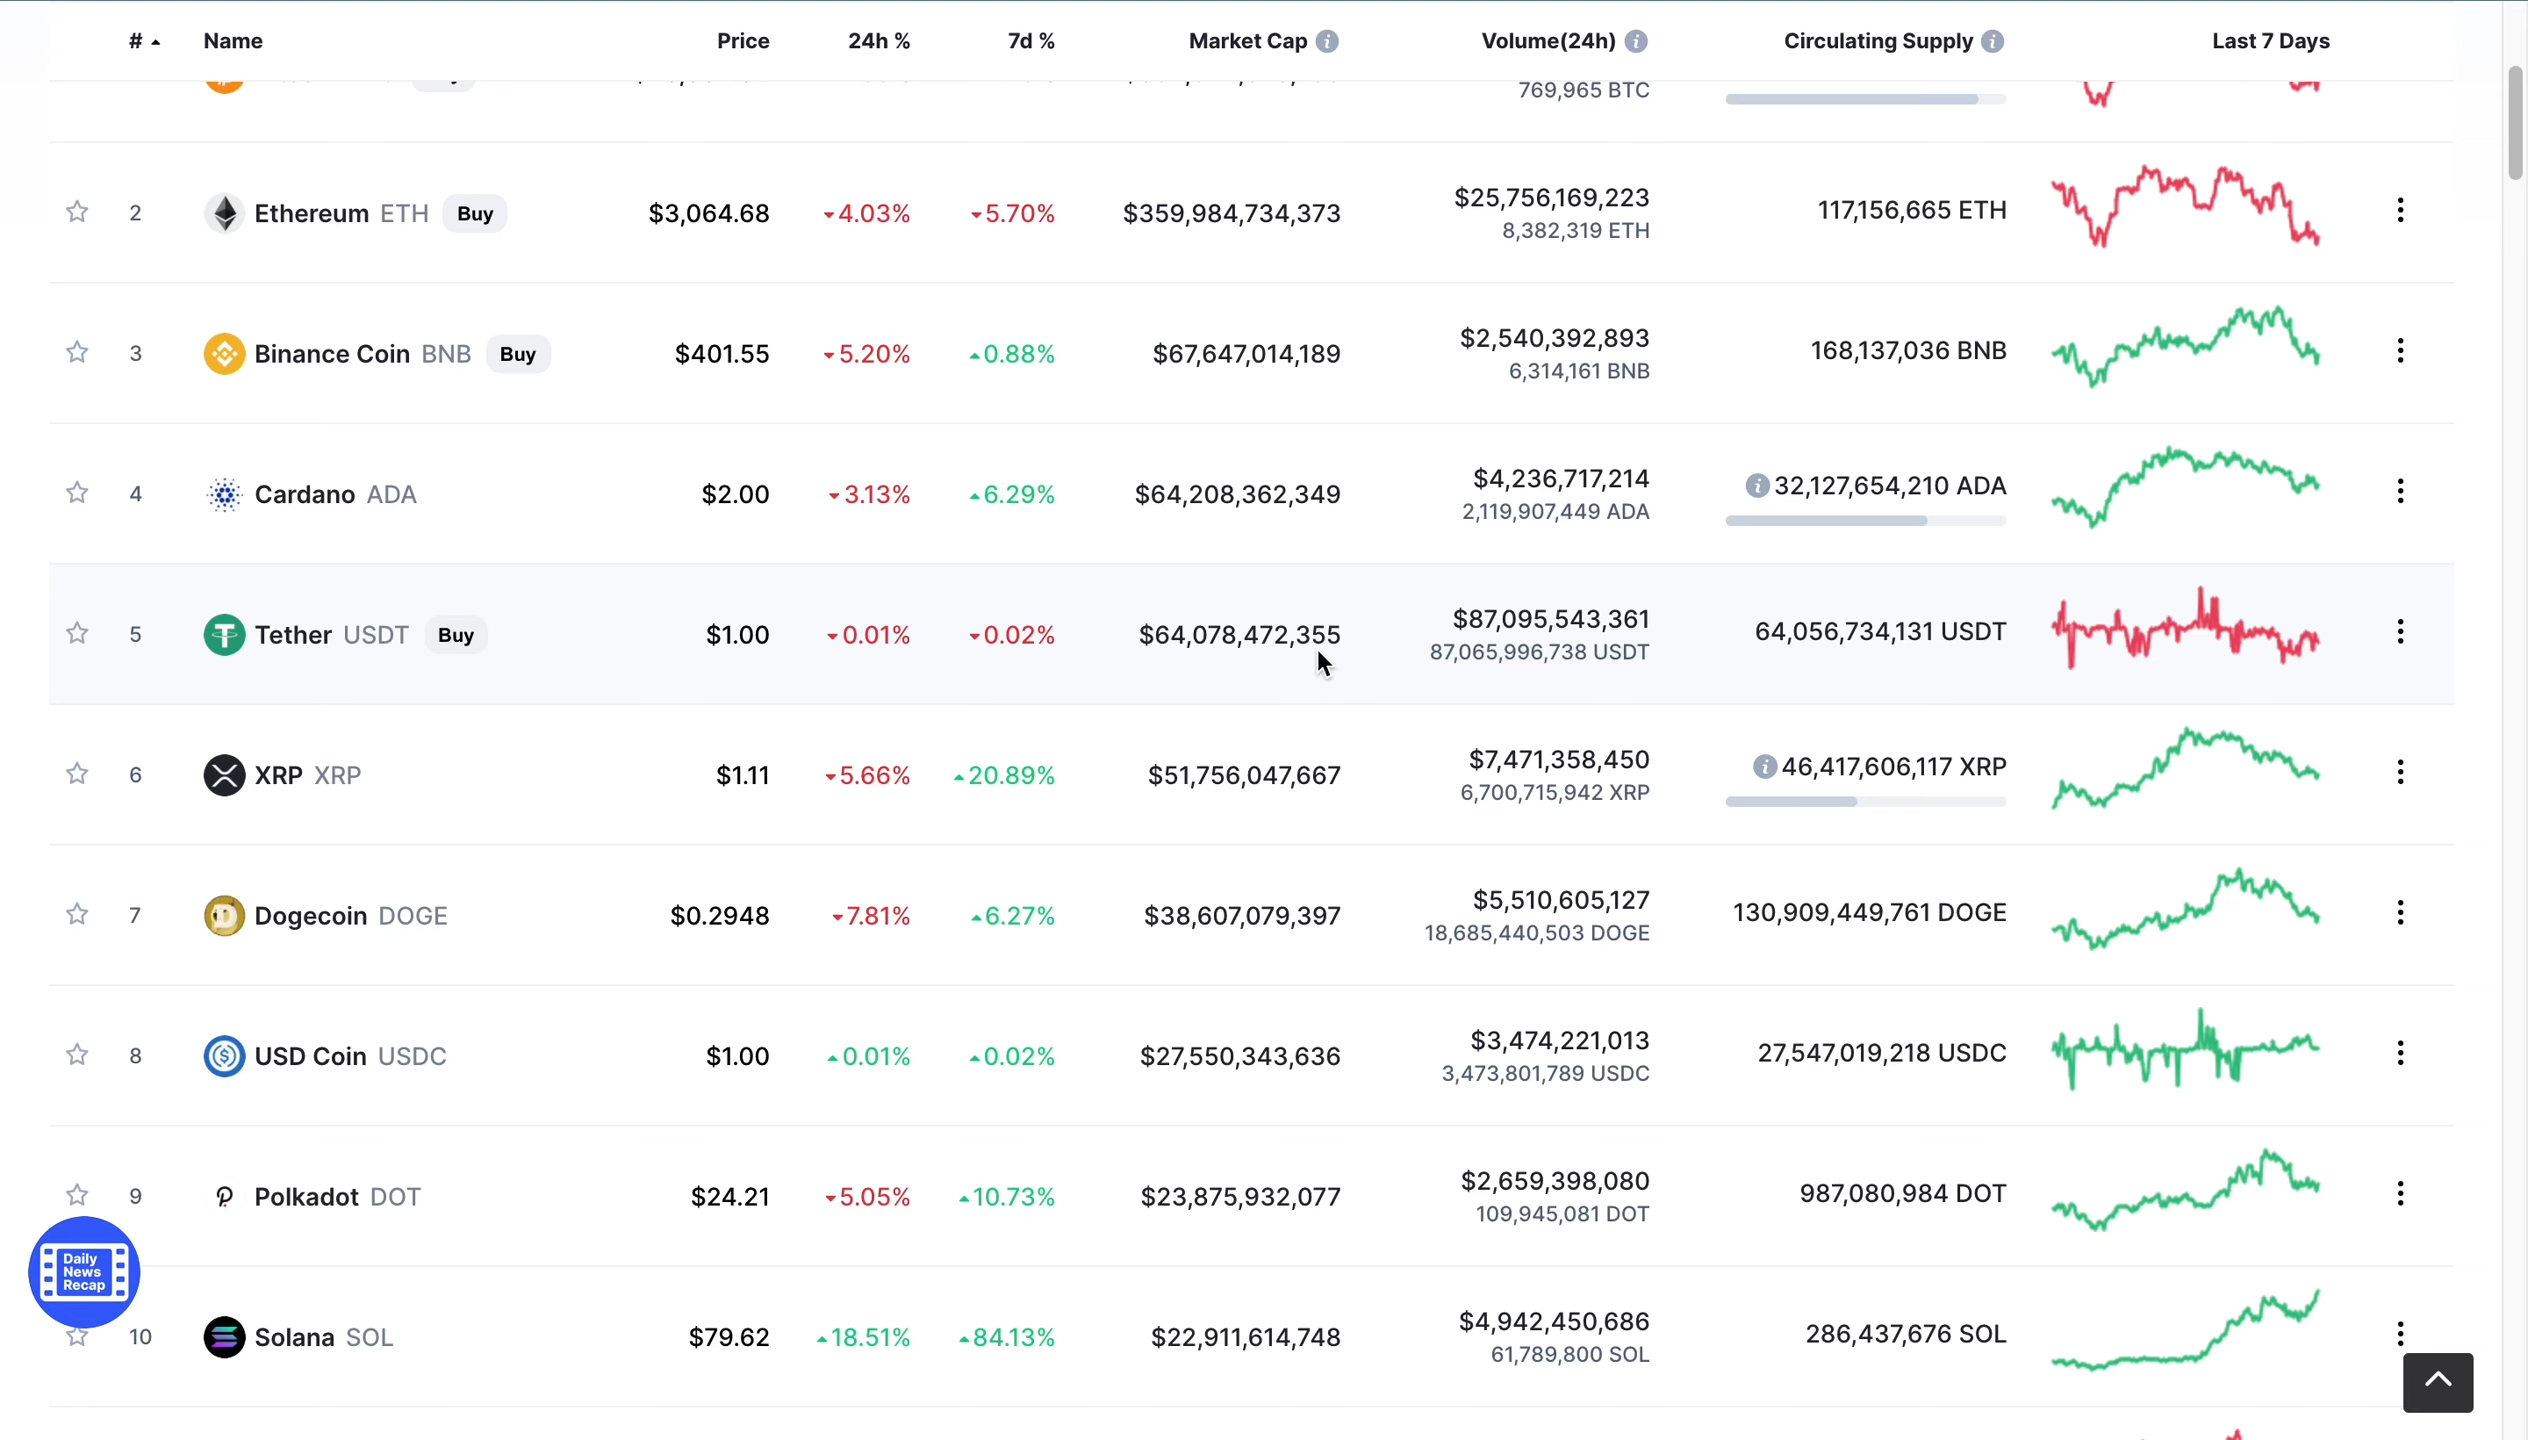 # Name Price 24h % 7d % Market Cap Volume(24h) Circulating Supply Last 7 Days
769,965 BTC
2 Ethereum ETH Buy $3,064.68 4.03% 5.70% $359,984,734,373 $25,756,169,223 117,156,665 ETH
8,382,319 ETH
3 Binance Coin BNB Buy $401.55 5.20% 0.88% $67,647,014,189 $2,540,392,893 168,137,036 BNB
6,314,161 BNB
4 Cardano ADA $2.00 3.13% 6.29% $64,208,362,349 $4,236,717,214 32,127,654,210 ADA
2,119,907,449 ADA
5 Tether USDT Buy $1.00 0.01% 0.02% $64,078,472,355 $87,095,543,361 64,056,734,131 USDT
87,065,996,738 USDT
6 XRP XRP $1.11 5.66% 20.89% $51,756,047,667 $7,471,358,450 46,417,606,117 XRP
6,700,715,942 XRP
7 Dogecoin DOGE $0.2948 7.81% 6.27% $38,607,079,397 $5,510,605,127 130,909,449,761 DOGE
18,685,440,503 DOGE
8 USD Coin USDC $1.00 0.01% 0.02% $27,550,343,636 $3,474,221,013 27,547,019,218 USDC
3,473,801,789 USDC
9 Polkadot DOT $24.21 5.05% 10.73% $23,875,932,077 $2,659,398,080 987,080,984 DOT
109,945,081 DOT
Daily
News
Recap
10 Solana SOL $79.62 18.51% 84.13% $22,911,614,748 $4,942,450,686 286,437,676 SOL
61,789,800 SOL